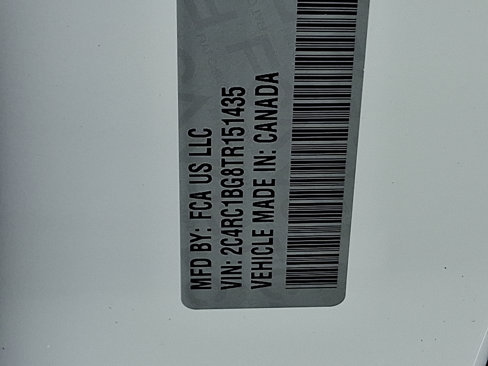 MFD BY: FCA US LLC
VIN: 2C4RC1BG8TR151435
VEHICLE MADE IN: CANADA